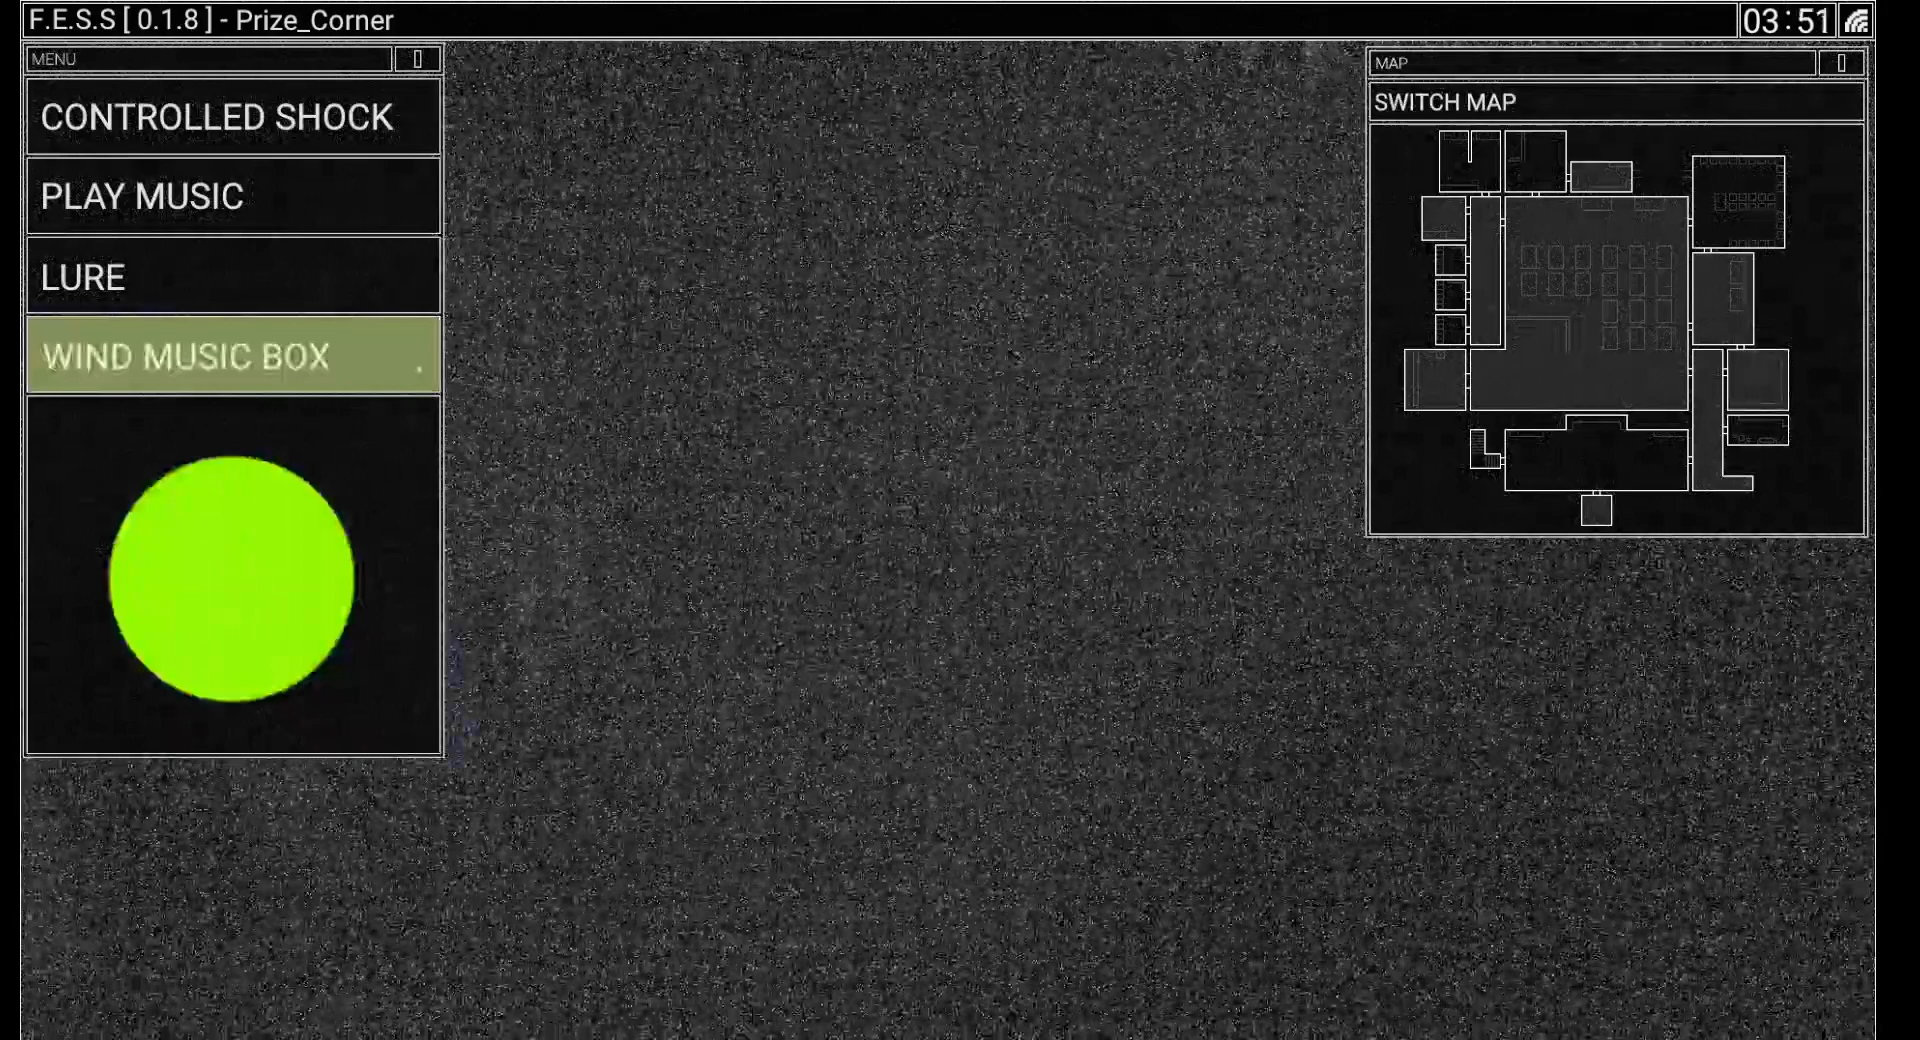 F.E.S.S [ 0.1.8 ] - Prize_Corner
03:51
MENU
CONTROLLED SHOCK
PLAY MUSIC
LURE
WIND MUSIC BOX .
MAP
SWITCH MAP